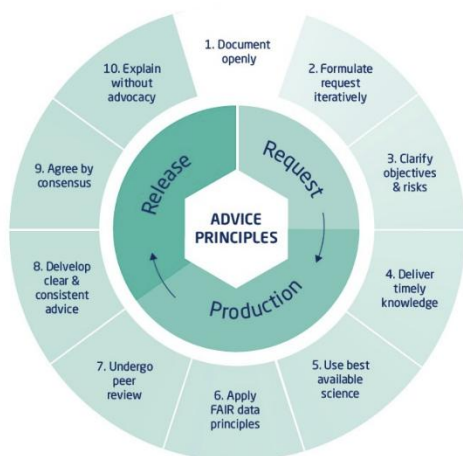 1. Document
openly
2. Formulate
request
iteratively
3. Clarify
objectives
& risks
4. Deliver
timely
knowledge
5. Use best
available
science
6. Apply
FAIR data
principles
7. Undergo
peer
review
8. Delvelop
clear &
consistent
advice
9. Agree by
consensus
10. Explain
without
advocacy
Request
Production
Release
ADVICE
PRINCIPLES